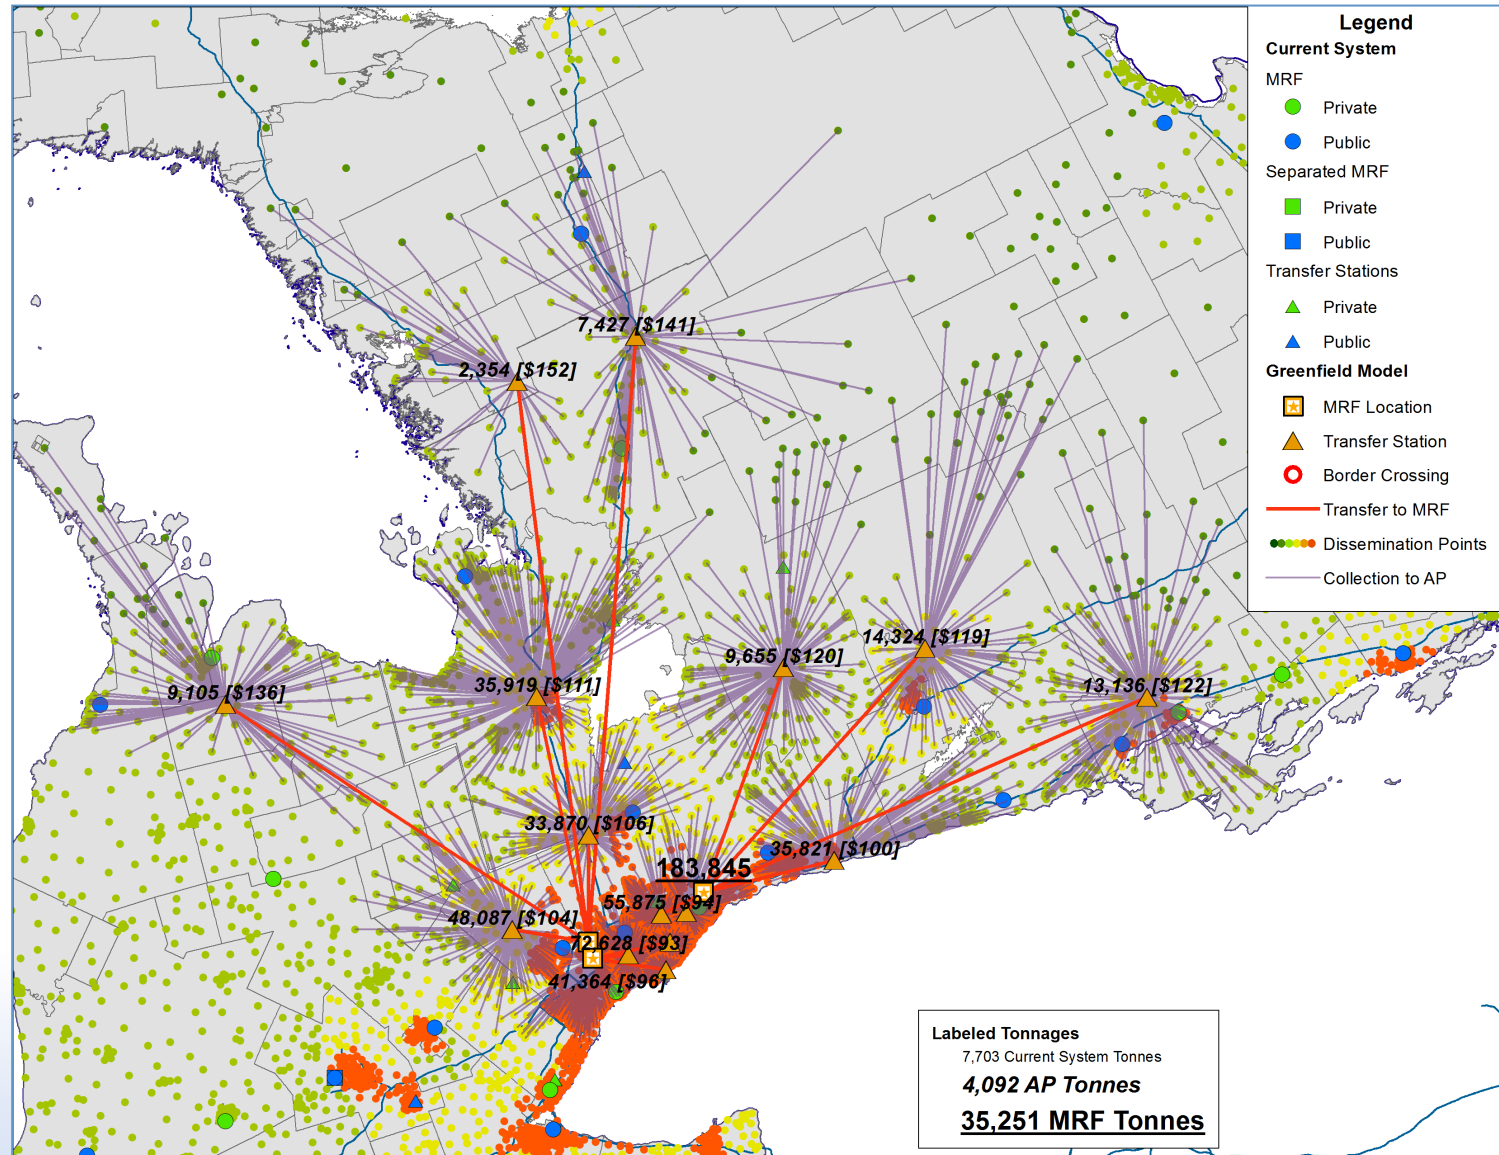 Legend
Current System
MRF
Private
Public
Separated MRF
Private
Public
Transfer Stations
Private
Public
Greenfield Model
MRF Location
Transfer Station
Border Crossing
Transfer to MRF
Dissemination Points
Collection to AP
7,427 [$141]
2,354 [$152]
14,324 [$119]
9,655 [$120]
35,919 [$111]
13,136 [$122]
9,105 [$136]
33,870 [$106]
35,821 [$100]
183,845
55,875 [$94]
48,087 [$104]
72,628 [$93]
41,364 [$96]
Labeled Tonnages
7,703 Current System Tonnes
4,092 AP Tonnes
35,251 MRF Tonnes